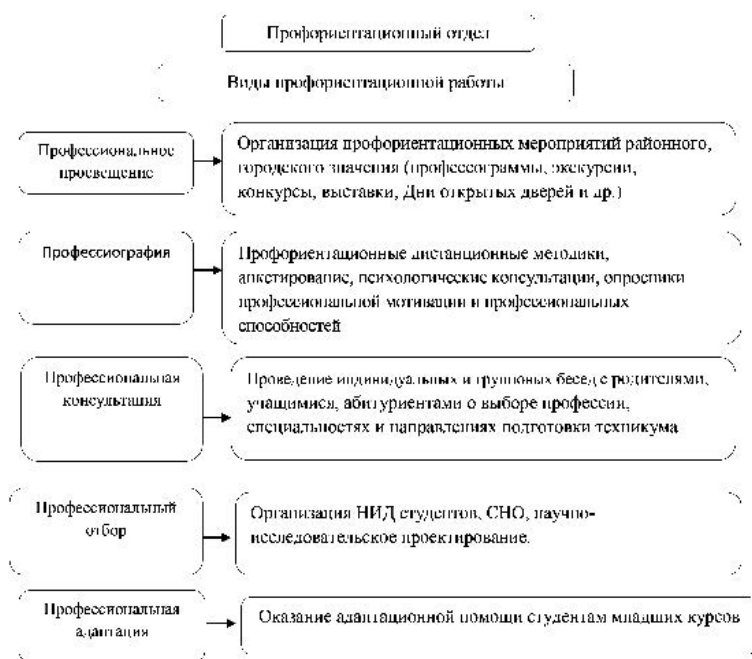 Профориентационный отдел
Виды профориентационной работы
Профессиональное
просвещение
Организация профориентационных мероприятий районного,
городского значения (профессограммы, экскурсии,
конкурсы, выставки, Дни открытых дверей и др.)
Профессиография
Профориентационные дистанционные методики,
анкетирование, психологические консультации, опросники
профессиональной мотивации и профессиональных
способностей
Профессиональная
консультация
Проведение индивидуальных и групповых бесед с родителями,
учащимися, абитуриентами о выборе профессии,
специальностях и направлениях подготовки техникума
Профессиональный
отбор
Организация НИД студентов, СНО, научно-
исследовательское проектирование.
Профессиональная
адаптация
Оказание адаптационной помощи студентам младших курсов